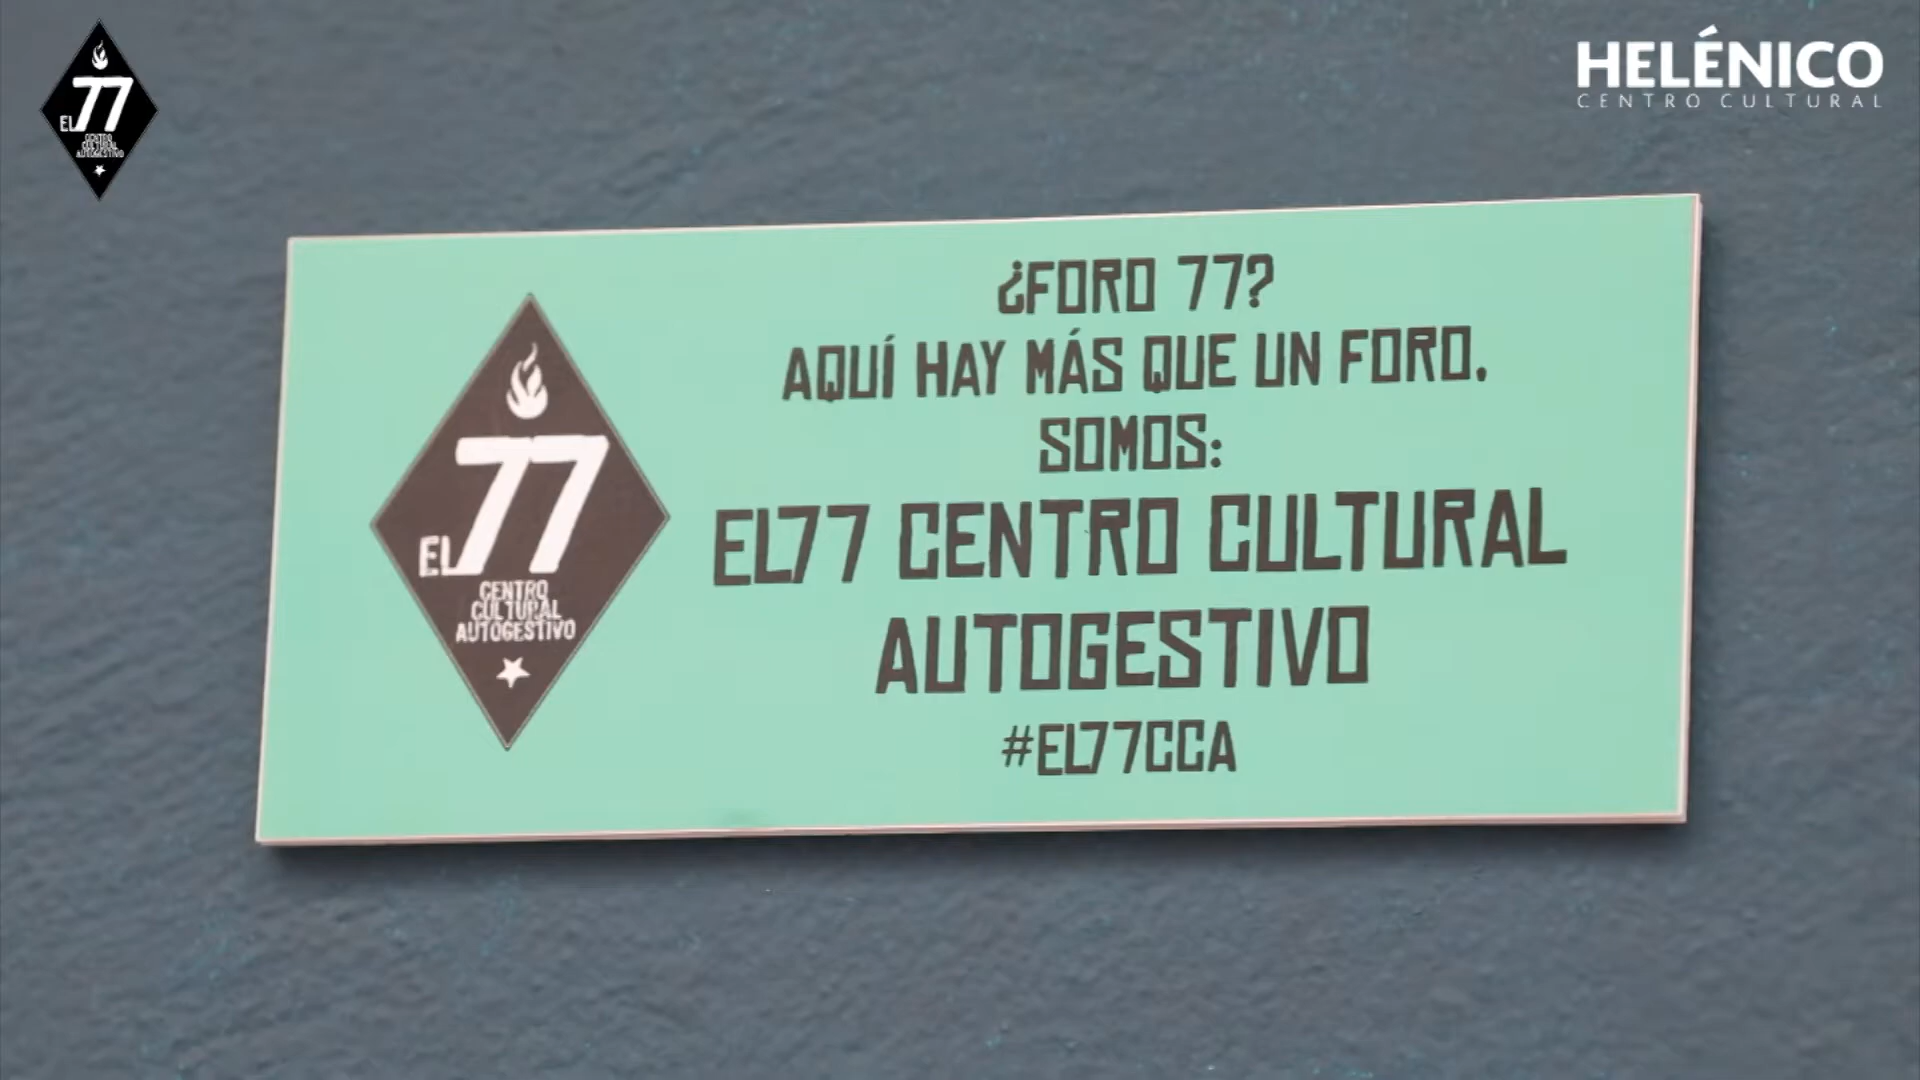 EL 77
CENTRO
CULTURAL
AUTOGESTIVO
HELÉNICO
CENTRO CULTURAL
¿FORO 77?
AQUÍ HAY MÁS QUE UN FORO.
SOMOS:
EL77 CENTRO CULTURAL
AUTOGESTIVO
#EL77CCA
EL 77
CENTRO
CULTURAL
AUTOGESTIVO